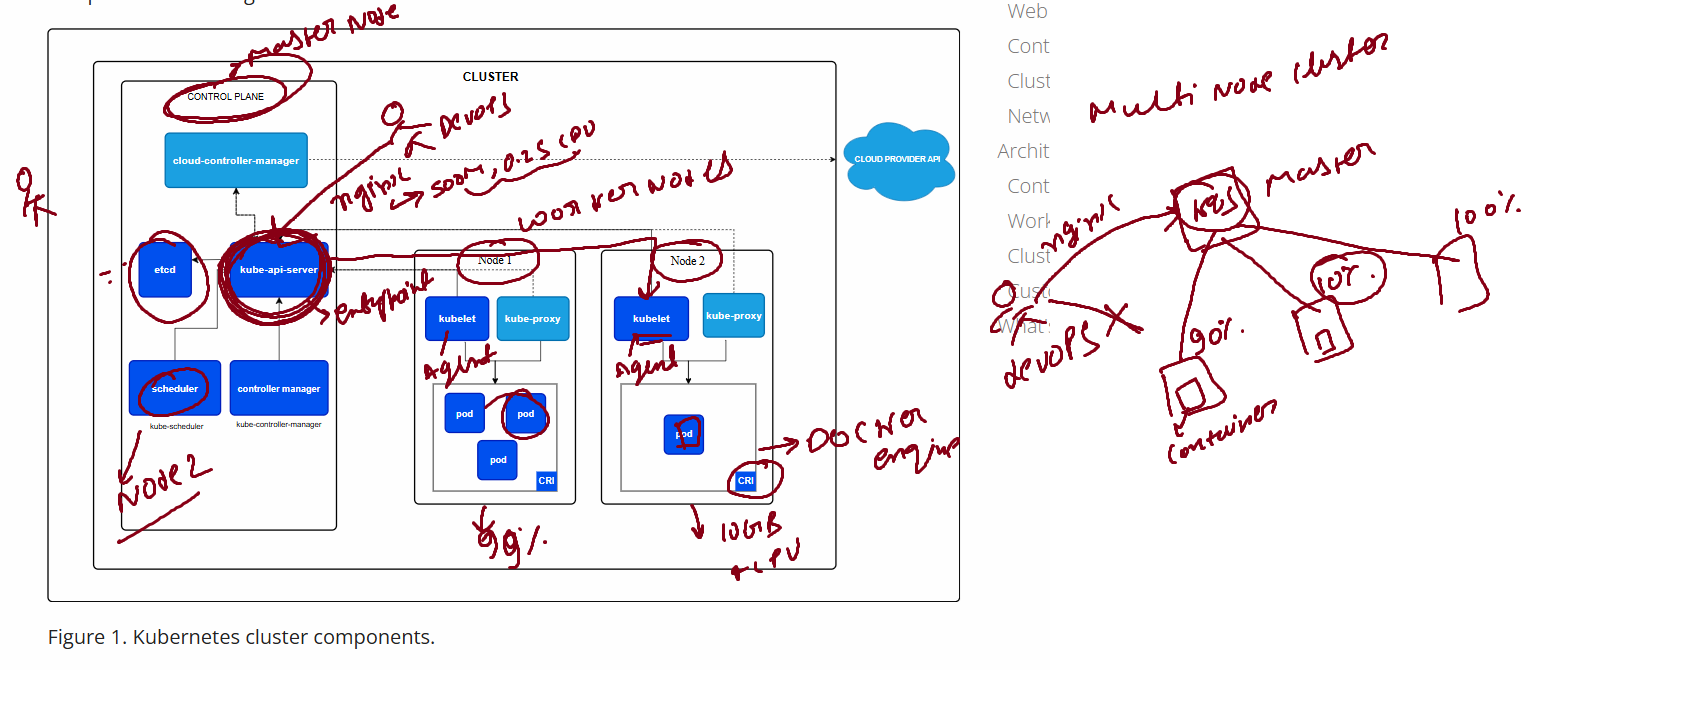 Web
Cont
Clust
Netw
Archit
Cont
Work
Clust
Custo
What's
master Node
CLUSTER
CONTROL PLANE
DevOPS
cloud-controller-manager
CLOUD PROVIDER API
nginx
500M, 0.25 CPU
worker nodes
etcd
kube-api-server
entrypoint
Node 1
Node 2
kubelet
kube-proxy
kubelet
kube-proxy
Agent
Agent
scheduler
controller manager
kube-scheduler
kube-controller-manager
pod
pod
pod
CRI
pod
CRI
DOCKER
engine
Node2
99%
10GB
4CPU
Multi Node cluster
master
K8S
nginx
100%
10%.
90%.
devOPS
container
Figure 1. Kubernetes cluster components.